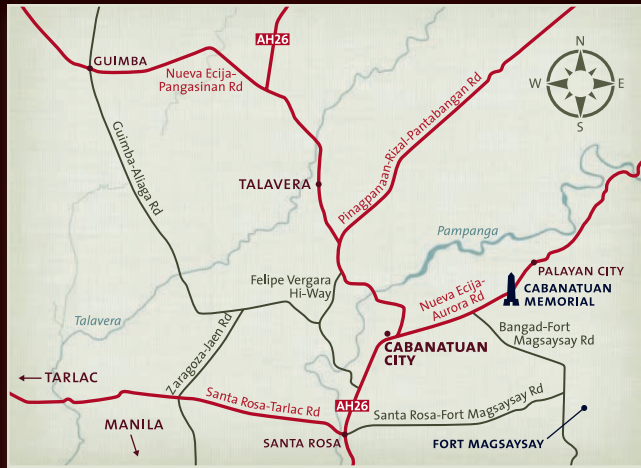 AH26
N
W E
S
GUIMBA
Nueva Ecija-
Pangasinan Rd
Guimba-Aliaga Rd
Pinagpanaan-Rizal-Pantabangan Rd
TALAVERA
Pampanga
Felipe Vergara
Hi-Way
PALAYAN CITY
CABANATUAN
MEMORIAL
Nueva Ecija-
Aurora Rd
Talavera
Zaragoza-Jaen Rd
CABANATUAN
CITY
Bangad-Fort
Magsaysay Rd
TARLAC
Santa Rosa-Tarlac Rd
AH26
Santa Rosa-Fort Magsaysay Rd
MANILA
SANTA ROSA
FORT MAGSAYSAY